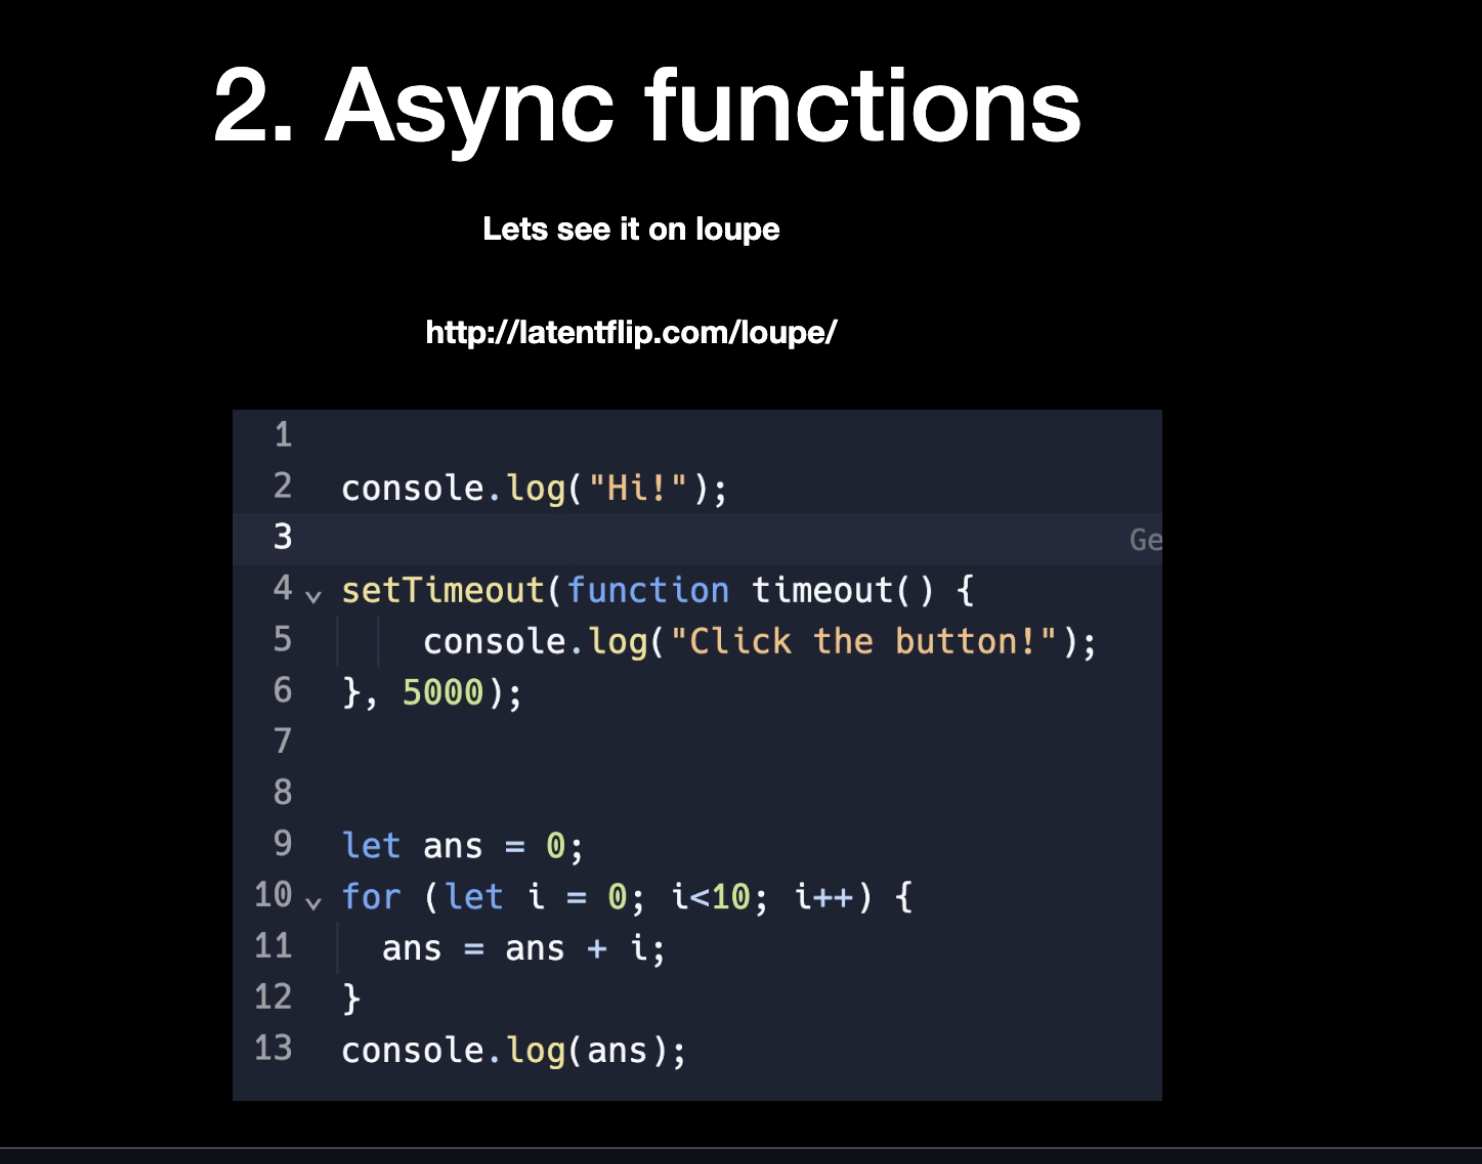 2. Async functions
Lets see it on loupe
http://latentflip.com/loupe/
1
2 console.log("Hi!");
3 Ge
4 setTimeout(function timeout() {
5 console.log("Click the button!");
6 }, 5000);
7
8
9 let ans = 0;
10 for (let i = 0; i<10; i++) {
11 ans = ans + i;
12 }
13 console.log(ans);